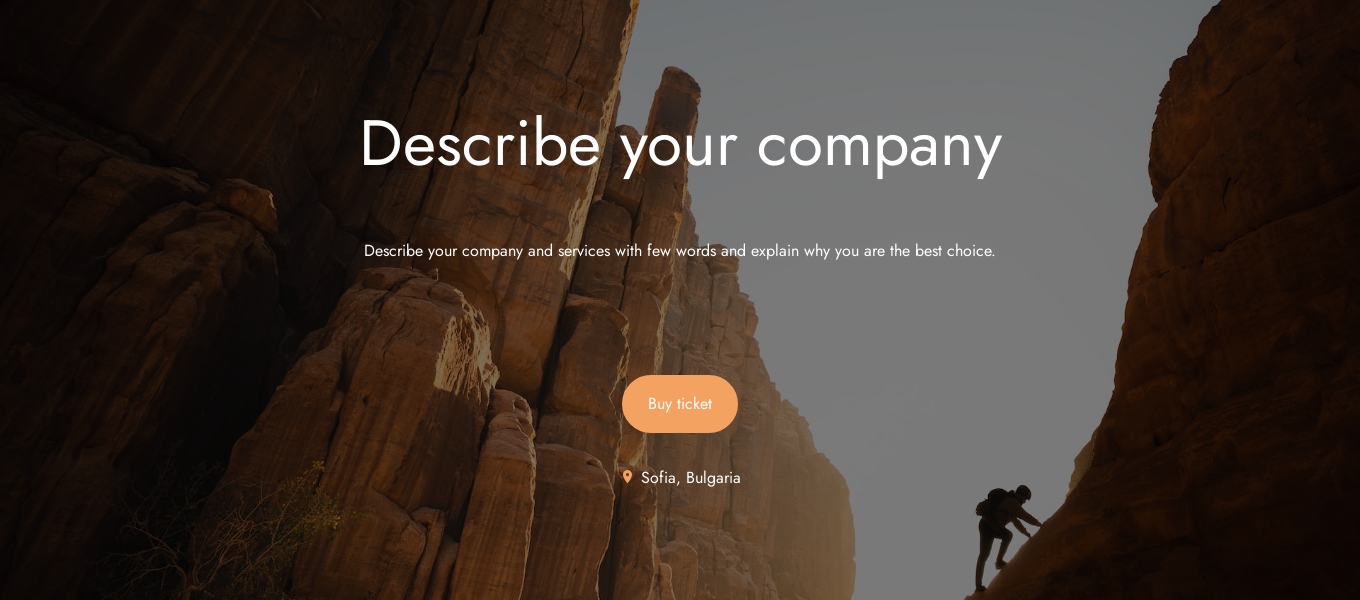 Describe your company
Describe your company and services with few words and explain why you are the best choice.
Buy ticket
Sofia, Bulgaria